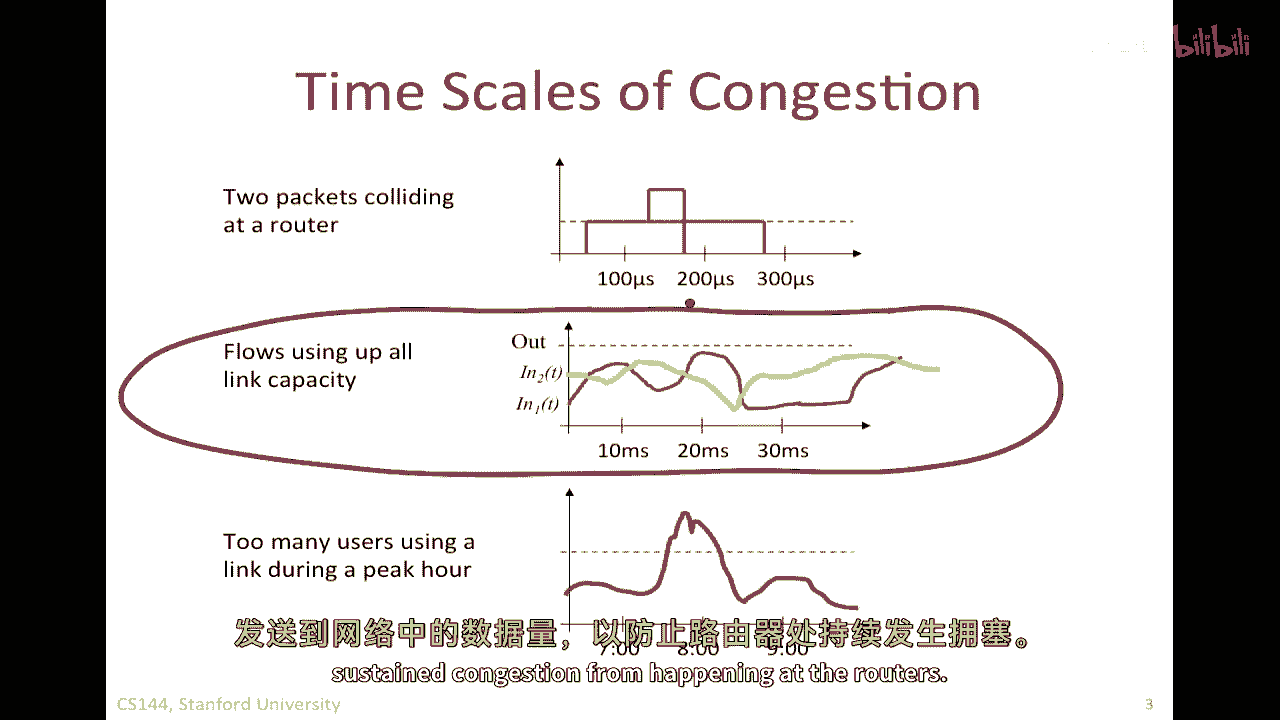 bilibili
Time Scales of Congestion
Two packets colliding
at a router
100μs 200μs 300μs
Flows using up all
link capacity
Out
In2(t)
In1(t)
10ms 20ms 30ms
Too many users using a
link during a peak hour
7:00 8:00 9:00
发送到网络中的数据量，以防止路由器处持续发生拥塞。
sustained congestion from happening at the routers.
CS144, Stanford University
3